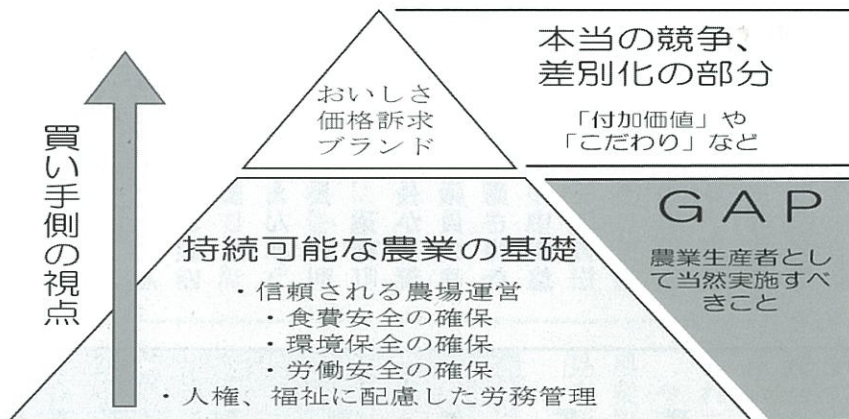 買い手側の視点
おいしさ
価格訴求
ブランド
本当の競争、
差別化の部分
「付加価値」や
「こだわり」など
持続可能な農業の基礎
・信頼される農場運営
・食費安全の確保
・環境保全の確保
・労働安全の確保
・人権、福祉に配慮した労務管理
GAP
農業生産者とし
て当然実施すべ
きこと